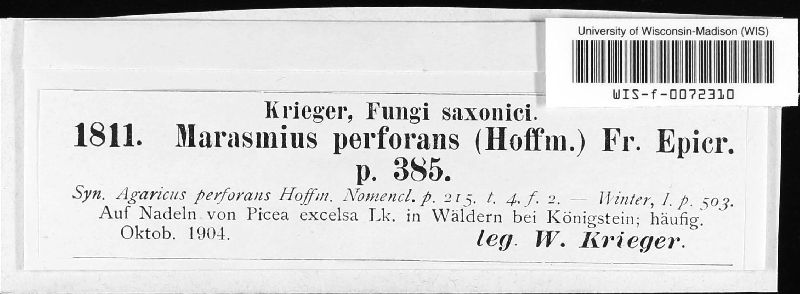 University of Wisconsin-Madison (WIS)
WIS-f-0072310
Krieger, Fungi saxonici.
1811. Marasmius perforans (Hoffm.) Fr. Epicr.
p. 385.
Syn. Agaricus perforans Hoffm. Nomencl. p. 215. t. 4. f. 2. — Winter, l. p. 503.
Auf Nadeln von Picea excelsa Lk. in Wäldern bei Königstein; häufig.
Oktob. 1904. leg. W. Krieger.